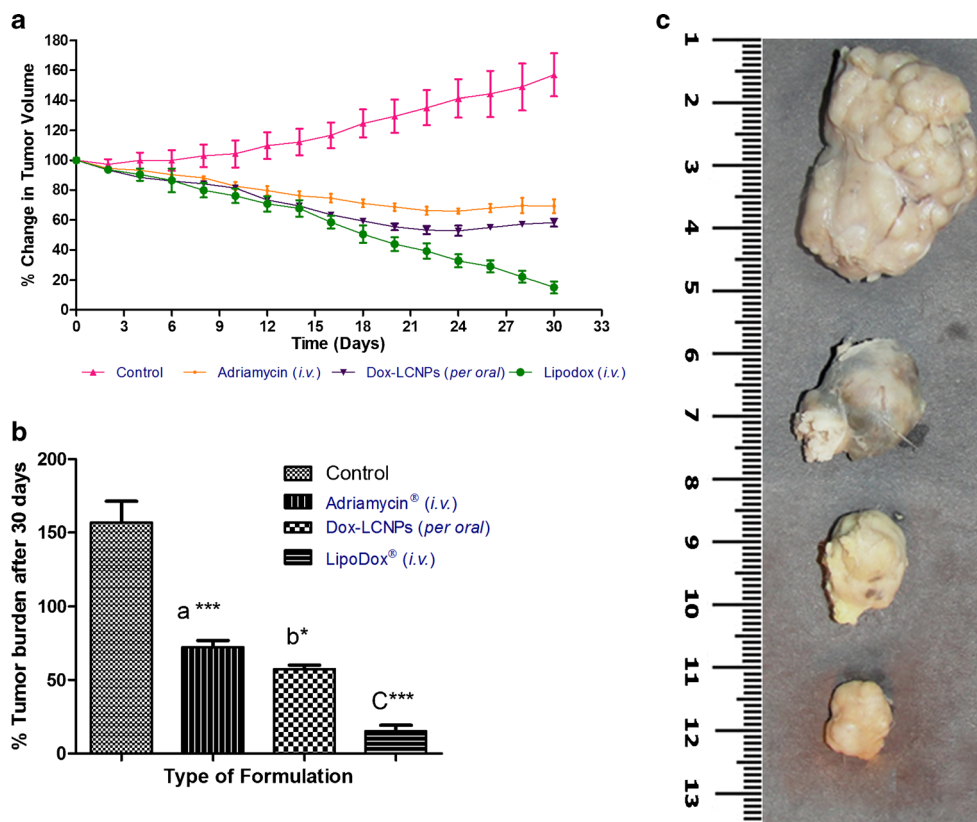 a
% Change in Tumor Volume
180
160
140
120
100
80
60
40
20
0
0 3 6 9 12 15 18 21 24 27 30 33
Time (Days)
Control Adriamycin (i.v.) Dox-LCNPs (per oral) Lipodox (i.v.)
b
% Tumor burden after 30 days
200
150
100
50
0
Control
Adriamycin® (i.v.)
Dox-LCNPs (per oral)
LipoDox® (i.v.)
a ***
b*
C***
Type of Formulation
c
1
2
3
4
5
6
7
8
9
10
11
12
13